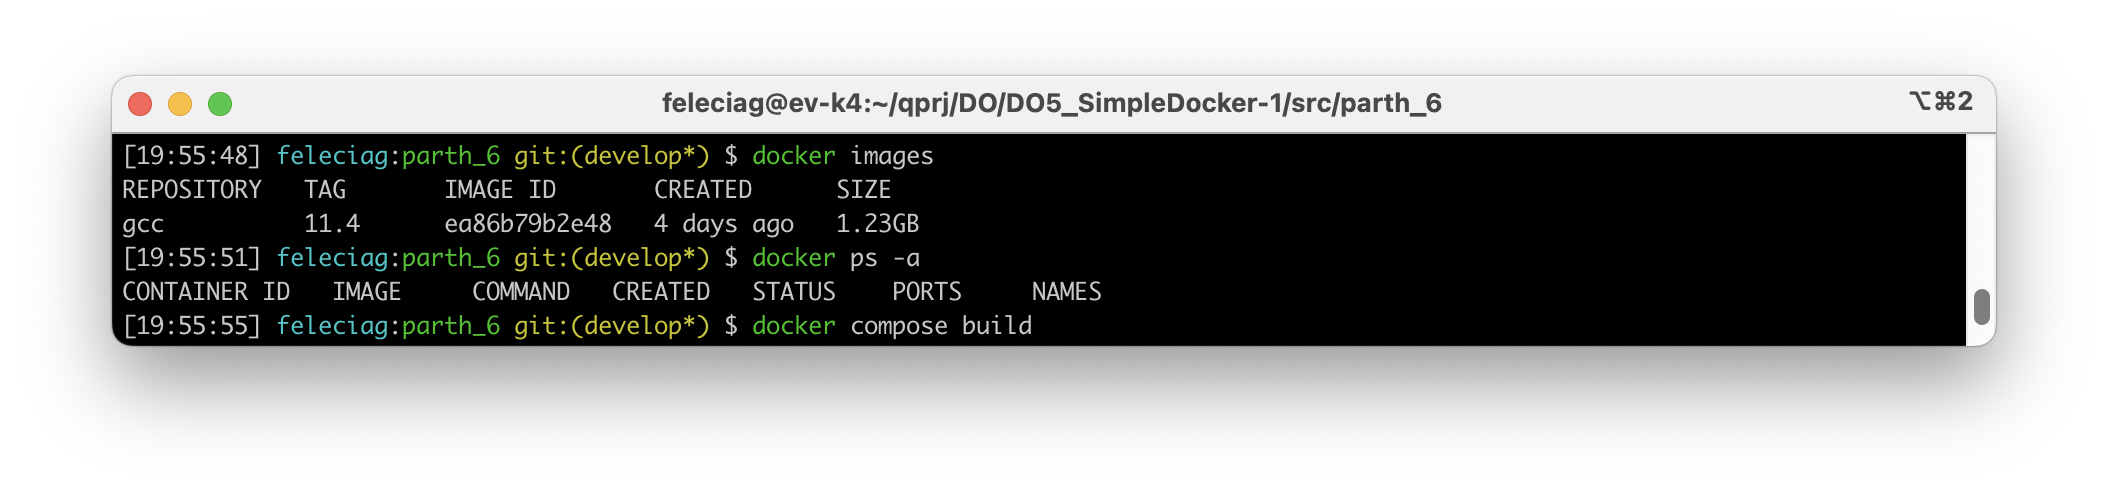 feleciag@ev-k4:~/qprj/DO/DO5_SimpleDocker-1/src/parth_6 ⌥⌘2
[19:55:48] feleciag:parth_6 git:(develop*) $ docker images
REPOSITORY TAG IMAGE ID CREATED SIZE
gcc 11.4 ea86b79b2e48 4 days ago 1.23GB
[19:55:51] feleciag:parth_6 git:(develop*) $ docker ps -a
CONTAINER ID IMAGE COMMAND CREATED STATUS PORTS NAMES
[19:55:55] feleciag:parth_6 git:(develop*) $ docker compose build